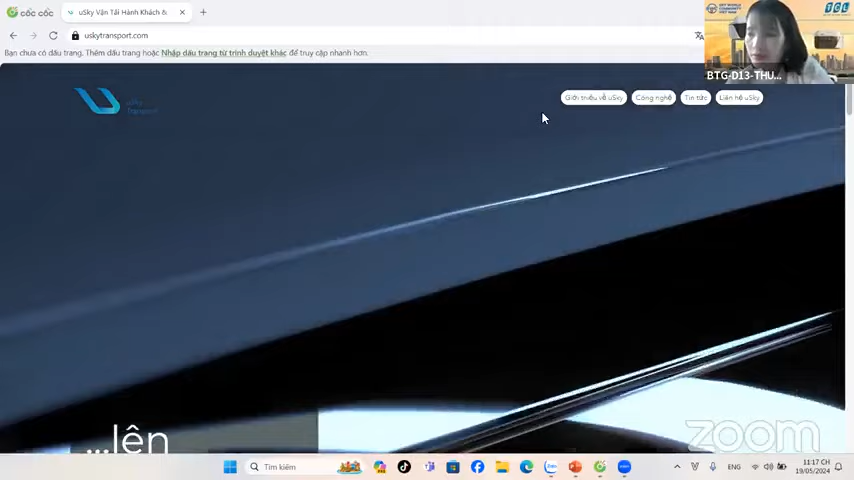 cốc cốc
uSky Vận Tải Hành Khách &
uskytransport.com
Bạn chưa có dấu trang. Thêm dấu trang hoặc Nhập dấu trang từ trình duyệt khác để truy cập nhanh hơn.
uSky
Transport
Giới thiệu về uSky
Công nghệ
Tin tức
Liên hệ uSky
BTG-D13-THU...
...lên
zoom
Tìm kiếm
ENG
11:17 CH
19/05/2024